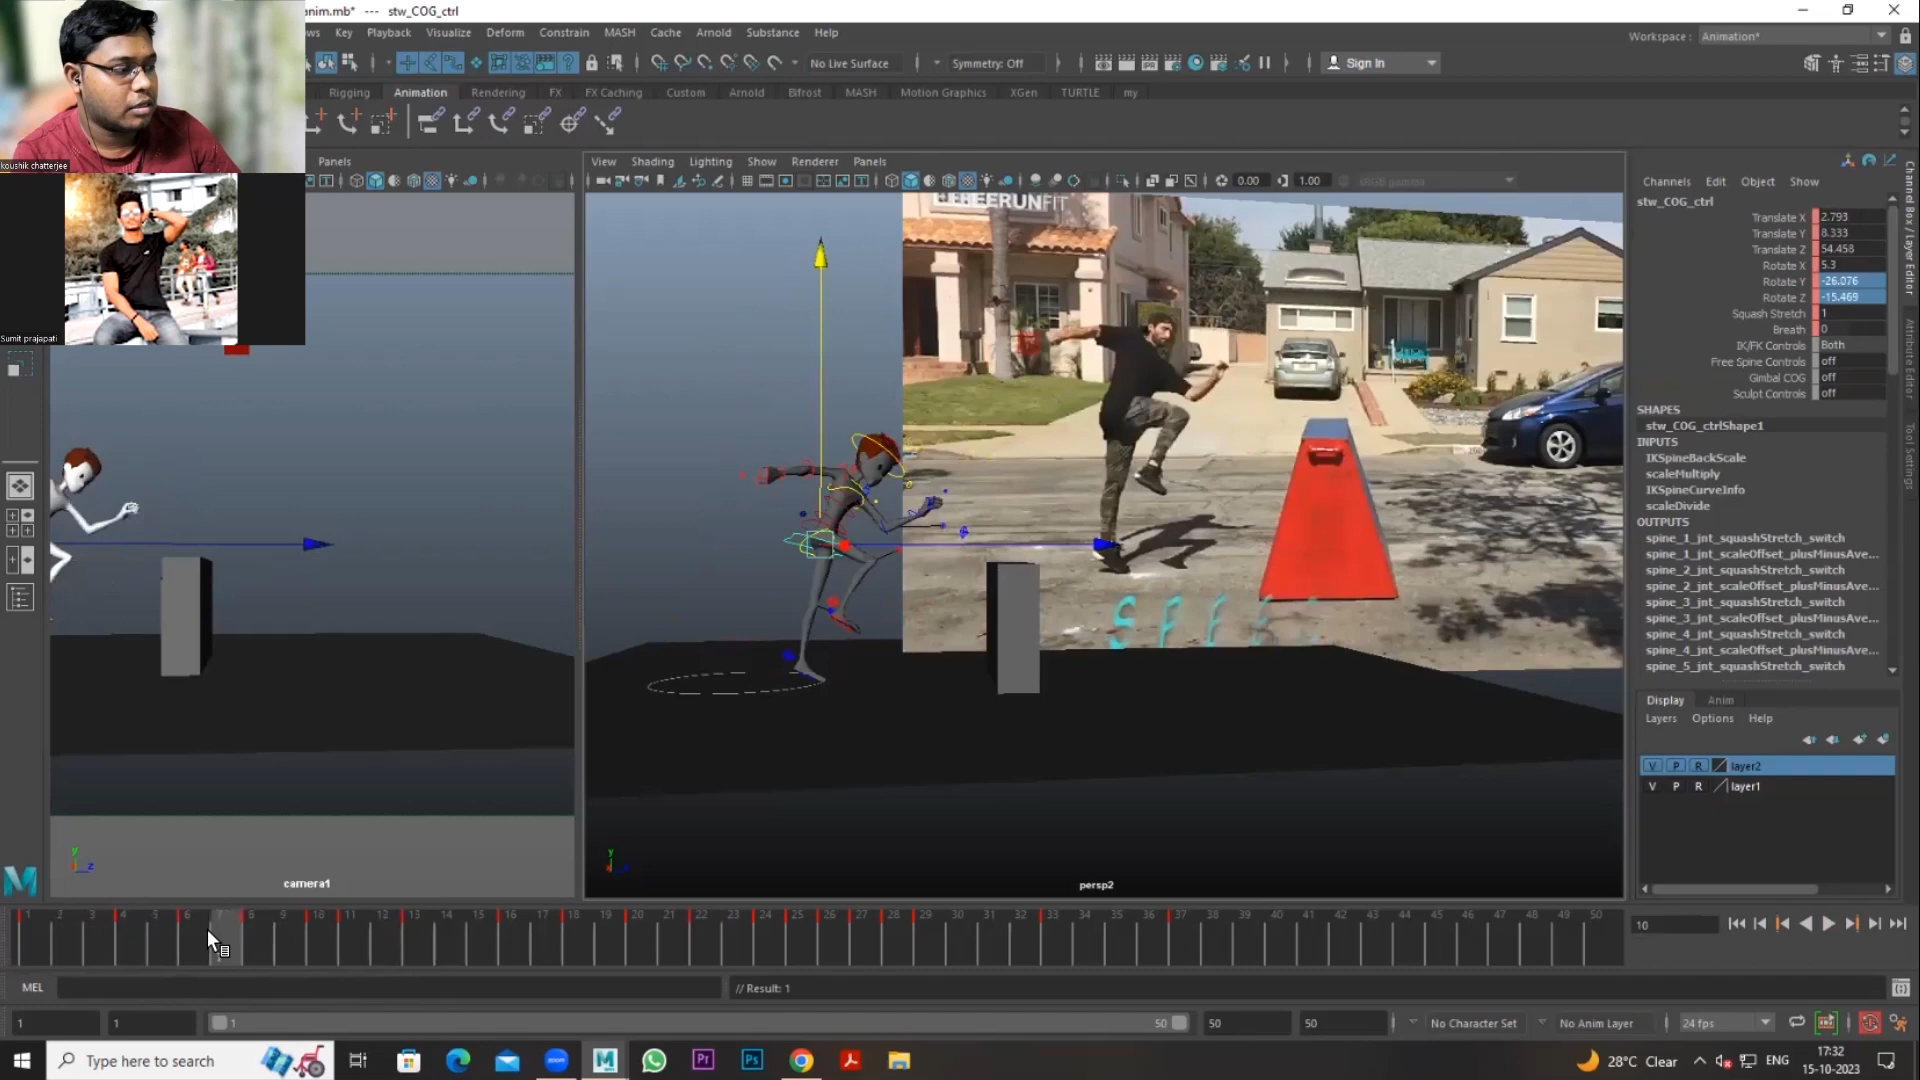 anim.mb* --- stw_COG_ctrl
Key Playback Visualize Deform Constrain MASH Cache Arnold Substance Help
Workspace : Animation*
No Live Surface
Symmetry: Off
Sign In
Rigging Animation Rendering FX FX Caching Custom Arnold Bifrost MASH Motion Graphics XGen TURTLE my
koushik chatterjee
Sumit prajapati
Panels
View Shading Lighting Show Renderer Panels
0.00 1.00
Channels Edit Object Show
stw_COG_ctrl
Translate X 2.793
Translate Y 8.333
Translate Z 54.458
Rotate X 5.3
Rotate Y -26.076
Rotate Z -15.469
Squash Stretch 1
Breath 0
IK/FK Controls Both
Free Spine Controls off
Gimbal COG off
Sculpt Controls off
SHAPES
stw_COG_ctrlShape1
INPUTS
IKSpineBackScale
scaleMultiply
IKSpineCurveInfo
scaleDivide
OUTPUTS
spine_1_jnt_squashStretch_switch
spine_1_jnt_scaleOffset_plusMinusAve...
spine_2_jnt_squashStretch_switch
spine_2_jnt_scaleOffset_plusMinusAve...
spine_3_jnt_squashStretch_switch
spine_3_jnt_scaleOffset_plusMinusAve...
spine_4_jnt_squashStretch_switch
spine_4_jnt_scaleOffset_plusMinusAve...
spine_5_jnt_squashStretch_switch
Channel Box / Layer Editor
Attribute Editor
Tool Settings
Display Anim
Layers Options Help
V P R layer2
V P R layer1
camera1
persp2
1 2 3 4 5 6 7 8 9 10 11 12 13 14 15 16 17 18 19 20 21 22 23 24 25 26 27 28 29 30 31 32 33 34 35 36 37 38 39 40 41 42 43 44 45 46 47 48 49 50
10
MEL
// Result: 1
1 1 1 50 50 50
No Character Set
No Anim Layer
24 fps
Type here to search
28°C Clear
ENG
17:32
15-10-2023